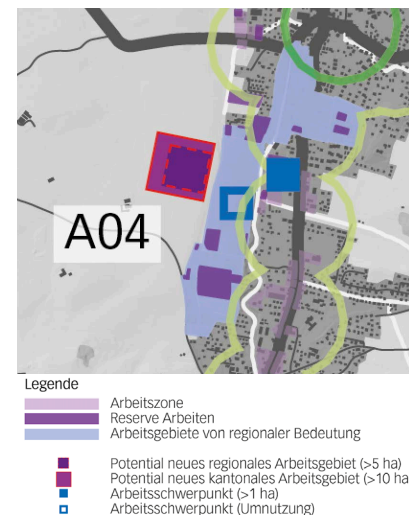 A04
Legende
Arbeitszone
Reserve Arbeiten
Arbeitsgebiete von regionaler Bedeutung
Potential neues regionales Arbeitsgebiet (>5 ha)
Potential neues kantonales Arbeitsgebiet (>10 ha
Arbeitsschwerpunkt (>1 ha)
Arbeitsschwerpunkt (Umnutzung)